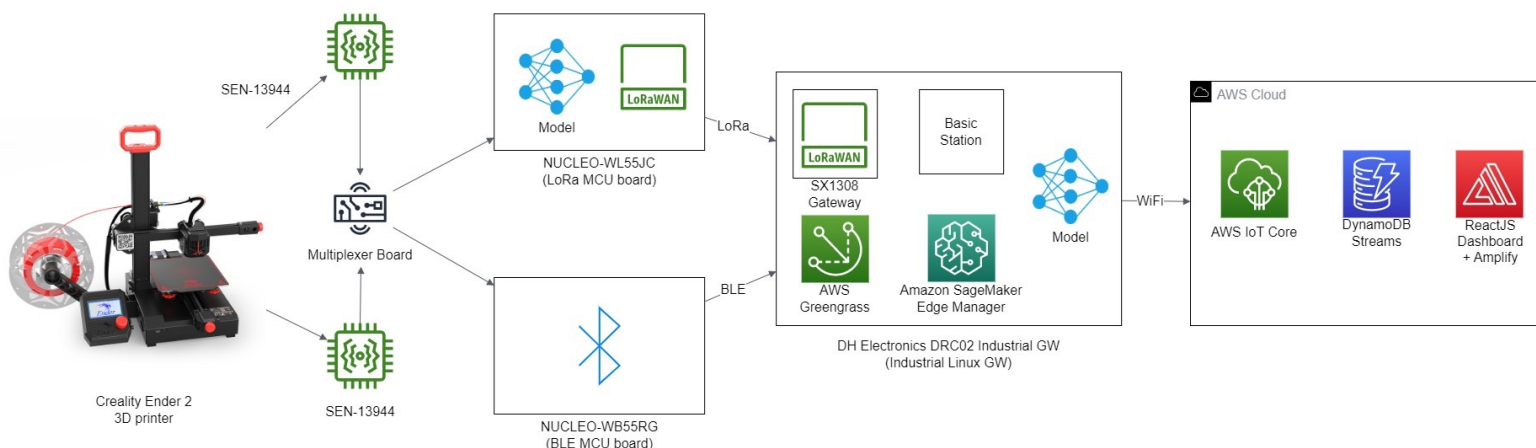 SEN-13944
Creality Ender 2
3D printer
Ender
Multiplexer Board
SEN-13944
Model
LoRaWAN
NUCLEO-WL55JC
(LoRa MCU board)
NUCLEO-WB55RG
(BLE MCU board)
LoRa
BLE
LoRaWAN
SX1308
Gateway
Basic
Station
AWS
Greengrass
Amazon SageMaker
Edge Manager
Model
DH Electronics DRC02 Industrial GW
(Industrial Linux GW)
WiFi
AWS Cloud
AWS IoT Core
DynamoDB
Streams
ReactJS
Dashboard
+ Amplify